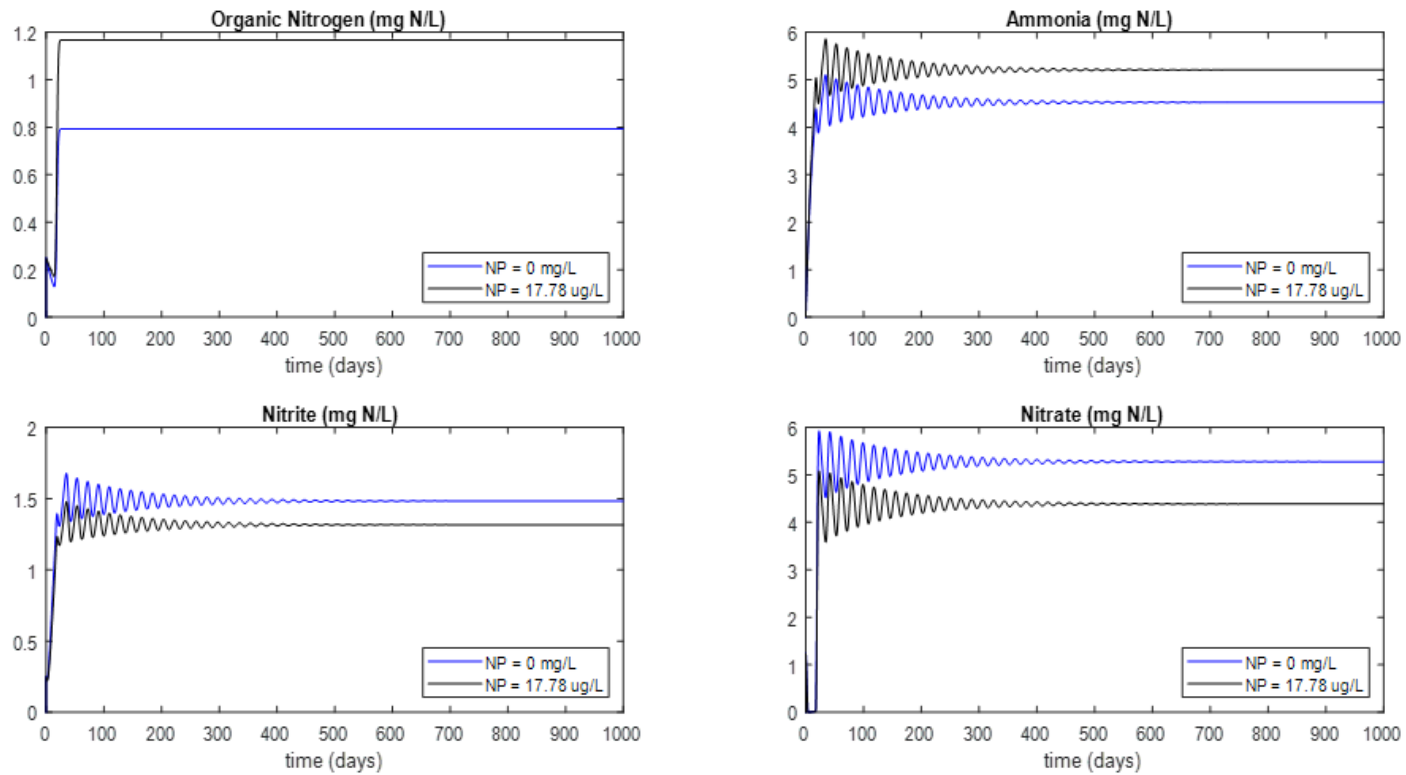 Organic Nitrogen (mg N/L)
1.2
1
0.8
0.6
0.4
0.2
0
NP = 0 mg/L
NP = 17.78 ug/L
0 100 200 300 400 500 600 700 800 900 1000
time (days)
Ammonia (mg N/L)
6
5
4
3
2
1
0
NP = 0 mg/L
NP = 17.78 ug/L
0 100 200 300 400 500 600 700 800 900 1000
time (days)
Nitrite (mg N/L)
2
1.5
1
0.5
0
NP = 0 mg/L
NP = 17.78 ug/L
0 100 200 300 400 500 600 700 800 900 1000
time (days)
Nitrate (mg N/L)
6
5
4
3
2
1
0
NP = 0 mg/L
NP = 17.78 ug/L
0 100 200 300 400 500 600 700 800 900 1000
time (days)